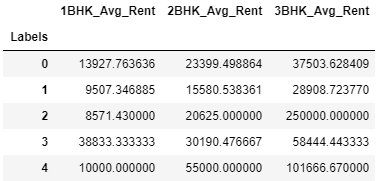 1BHK_Avg_Rent 2BHK_Avg_Rent 3BHK_Avg_Rent
Labels
0 13927.763636 23399.498864 37503.628409
1 9507.346885 15580.538361 28908.723770
2 8571.430000 20625.000000 250000.000000
3 38833.333333 30190.476667 58444.443333
4 10000.000000 55000.000000 101666.670000